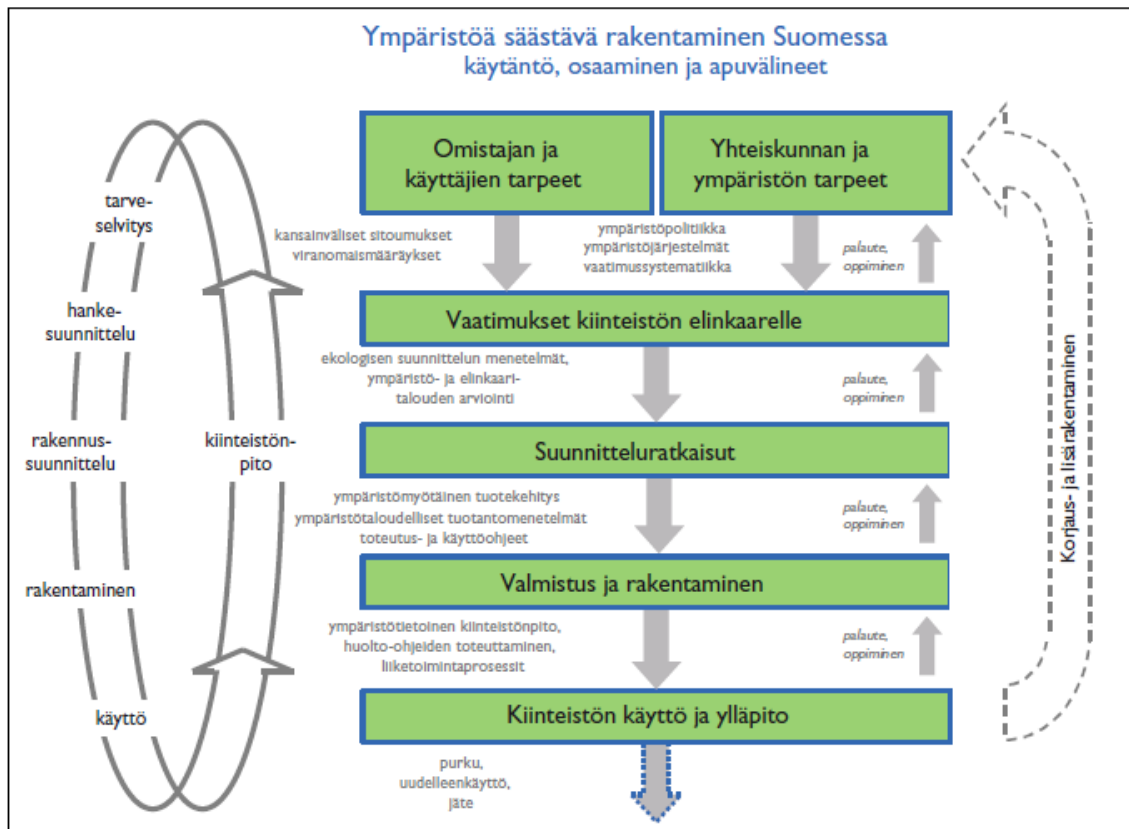 Ympäristöä säästävä rakentaminen Suomessa
käytäntö, osaaminen ja apuvälineet
Omistajan ja
käyttäjien tarpeet
Yhteiskunnan ja
ympäristön tarpeet
tarve-
selvitys
kansainväliset sitoumukset
viranomaismääräykset
ympäristöpolitiikka
ympäristöjärjestelmät
vaatimussystematiikka
palaute,
oppiminen
hanke-
suunnittelu
Vaatimukset kiinteistön elinkaarelle
ekologisen suunnittelun menetelmät,
ympäristö- ja elinkaari-
talouden arviointi
palaute,
oppiminen
rakennus-
suunnittelu
kiinteistön-
pito
Suunnitteluratkaisut
ympäristömyötäinen tuotekehitys
ympäristötaloudelliset tuotantomenetelmät
toteutus- ja käyttöohjeet
palaute,
oppiminen
Korjaus- ja lisärakentaminen
rakentaminen
Valmistus ja rakentaminen
ympäristötietoinen kiinteistönpito,
huolto-ohjeiden toteuttaminen,
liiketoimintaprosessit
palaute,
oppiminen
käyttö
Kiinteistön käyttö ja ylläpito
purku,
uudelleenkäyttö,
jäte